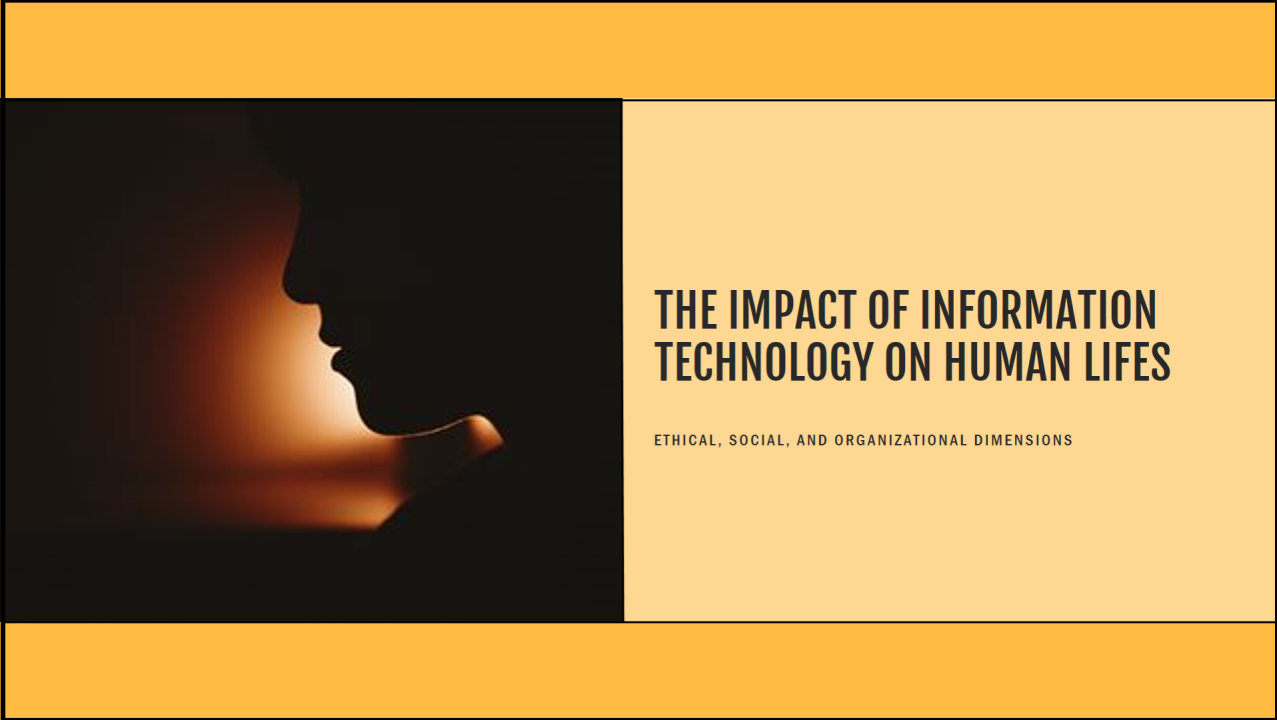 THE IMPACT OF INFORMATION
TECHNOLOGY ON HUMAN LIFES
ETHICAL, SOCIAL, AND ORGANIZATIONAL DIMENSIONS